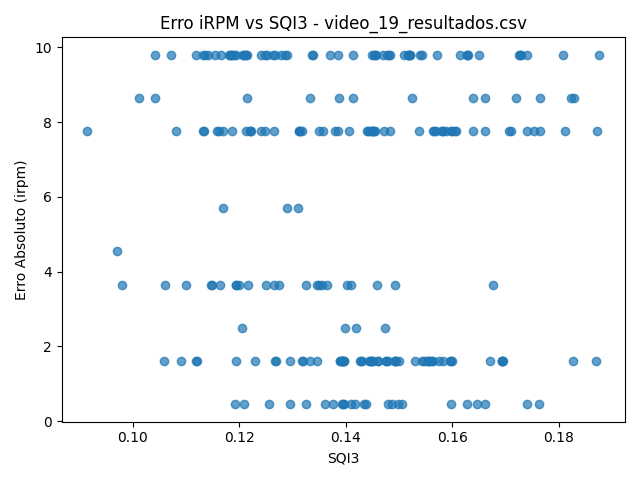 Erro iRPM vs SQI3 - video_19_resultados.csv
Erro Absoluto (irpm)
10
8
6
4
2
0
0.10 0.12 0.14 0.16 0.18
SQI3